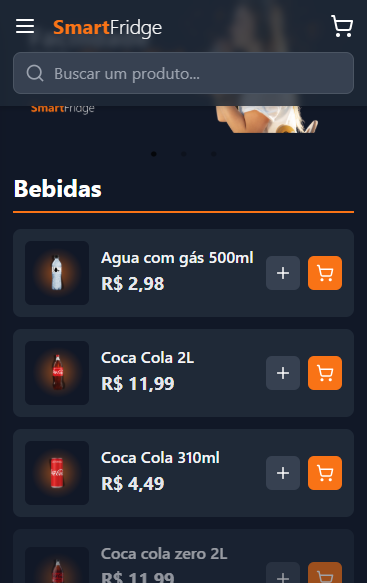 SmartFridge
Buscar um produto...
SmartFridge
Bebidas
Agua com gás 500ml
R$ 2,98
Coca Cola 2L
R$ 11,99
Coca Cola 310ml
R$ 4,49
Coca cola zero 2L
R$ 11,99